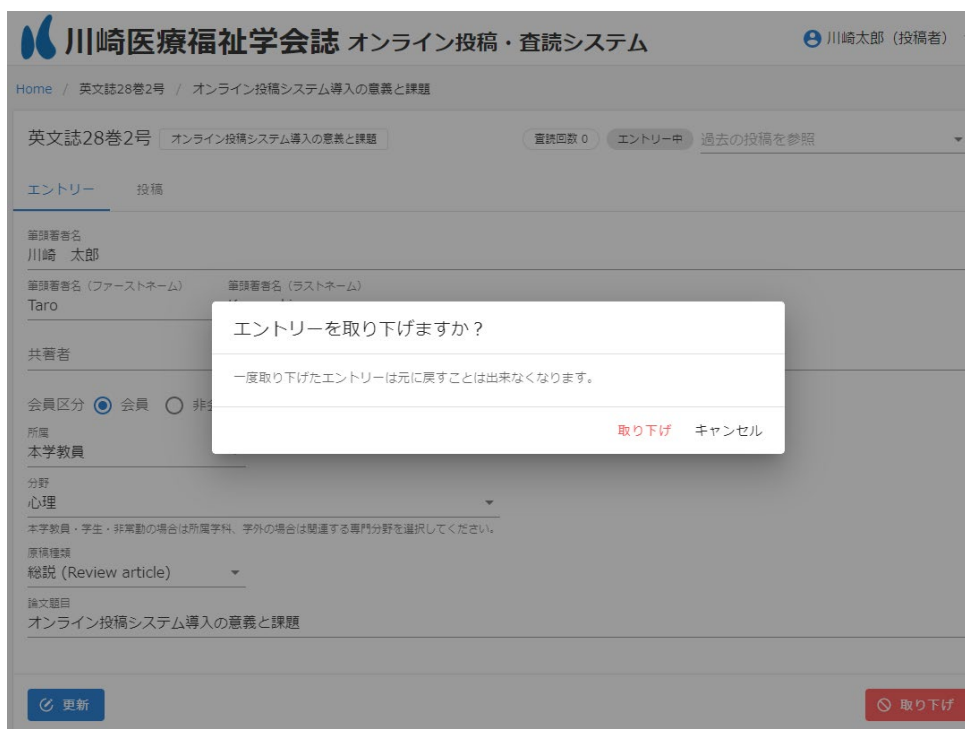 川崎医療福祉学会誌 オンライン投稿・査読システム
川崎太郎（投稿者）
Home / 英文誌28巻2号 / オンライン投稿システム導入の意義と課題
英文誌28巻2号 オンライン投稿システム導入の意義と課題 査読回数 0 エントリー中 過去の投稿を参照
エントリー 投稿
筆頭著者名
川崎 太郎
筆頭著者名（ファーストネーム） 筆頭著者名（ラストネーム）
Taro
エントリーを取り下げますか？
共著者
一度取り下げたエントリーは元に戻すことは出来なくなります。
会員区分 会員
取り下げ キャンセル
所属
本学教員
分野
心理
本学教員・学生・非常勤の場合は所属学科、学外の場合は関連する専門分野を選択してください。
原稿種類
総説 (Review article)
論文題目
オンライン投稿システム導入の意義と課題
更新 取り下げ